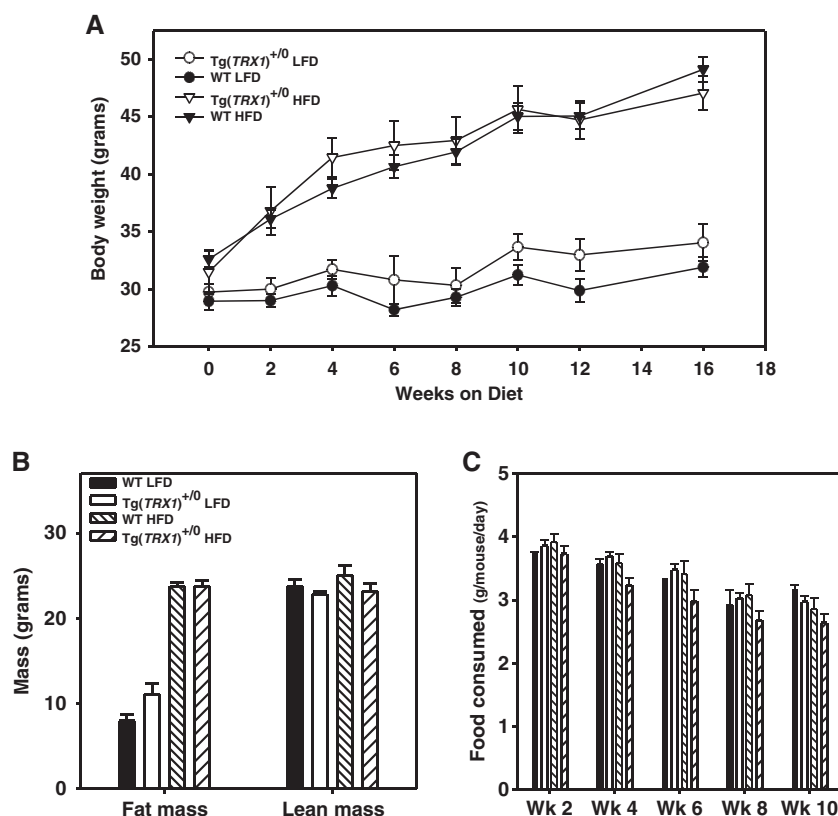 A
Tg(TRX1)+/0 LFD
WT LFD
Tg(TRX1)+/0 HFD
WT HFD
Body weight (grams)
50
45
40
35
30
25
0 2 4 6 8 10 12 14 16 18
Weeks on Diet
B
WT LFD
Tg(TRX1)+/0 LFD
WT HFD
Tg(TRX1)+/0 HFD
Mass (grams)
30
20
10
0
Fat mass Lean mass
C
Food consumed (g/mouse/day)
5
4
3
2
1
0
Wk 2 Wk 4 Wk 6 Wk 8 Wk 10